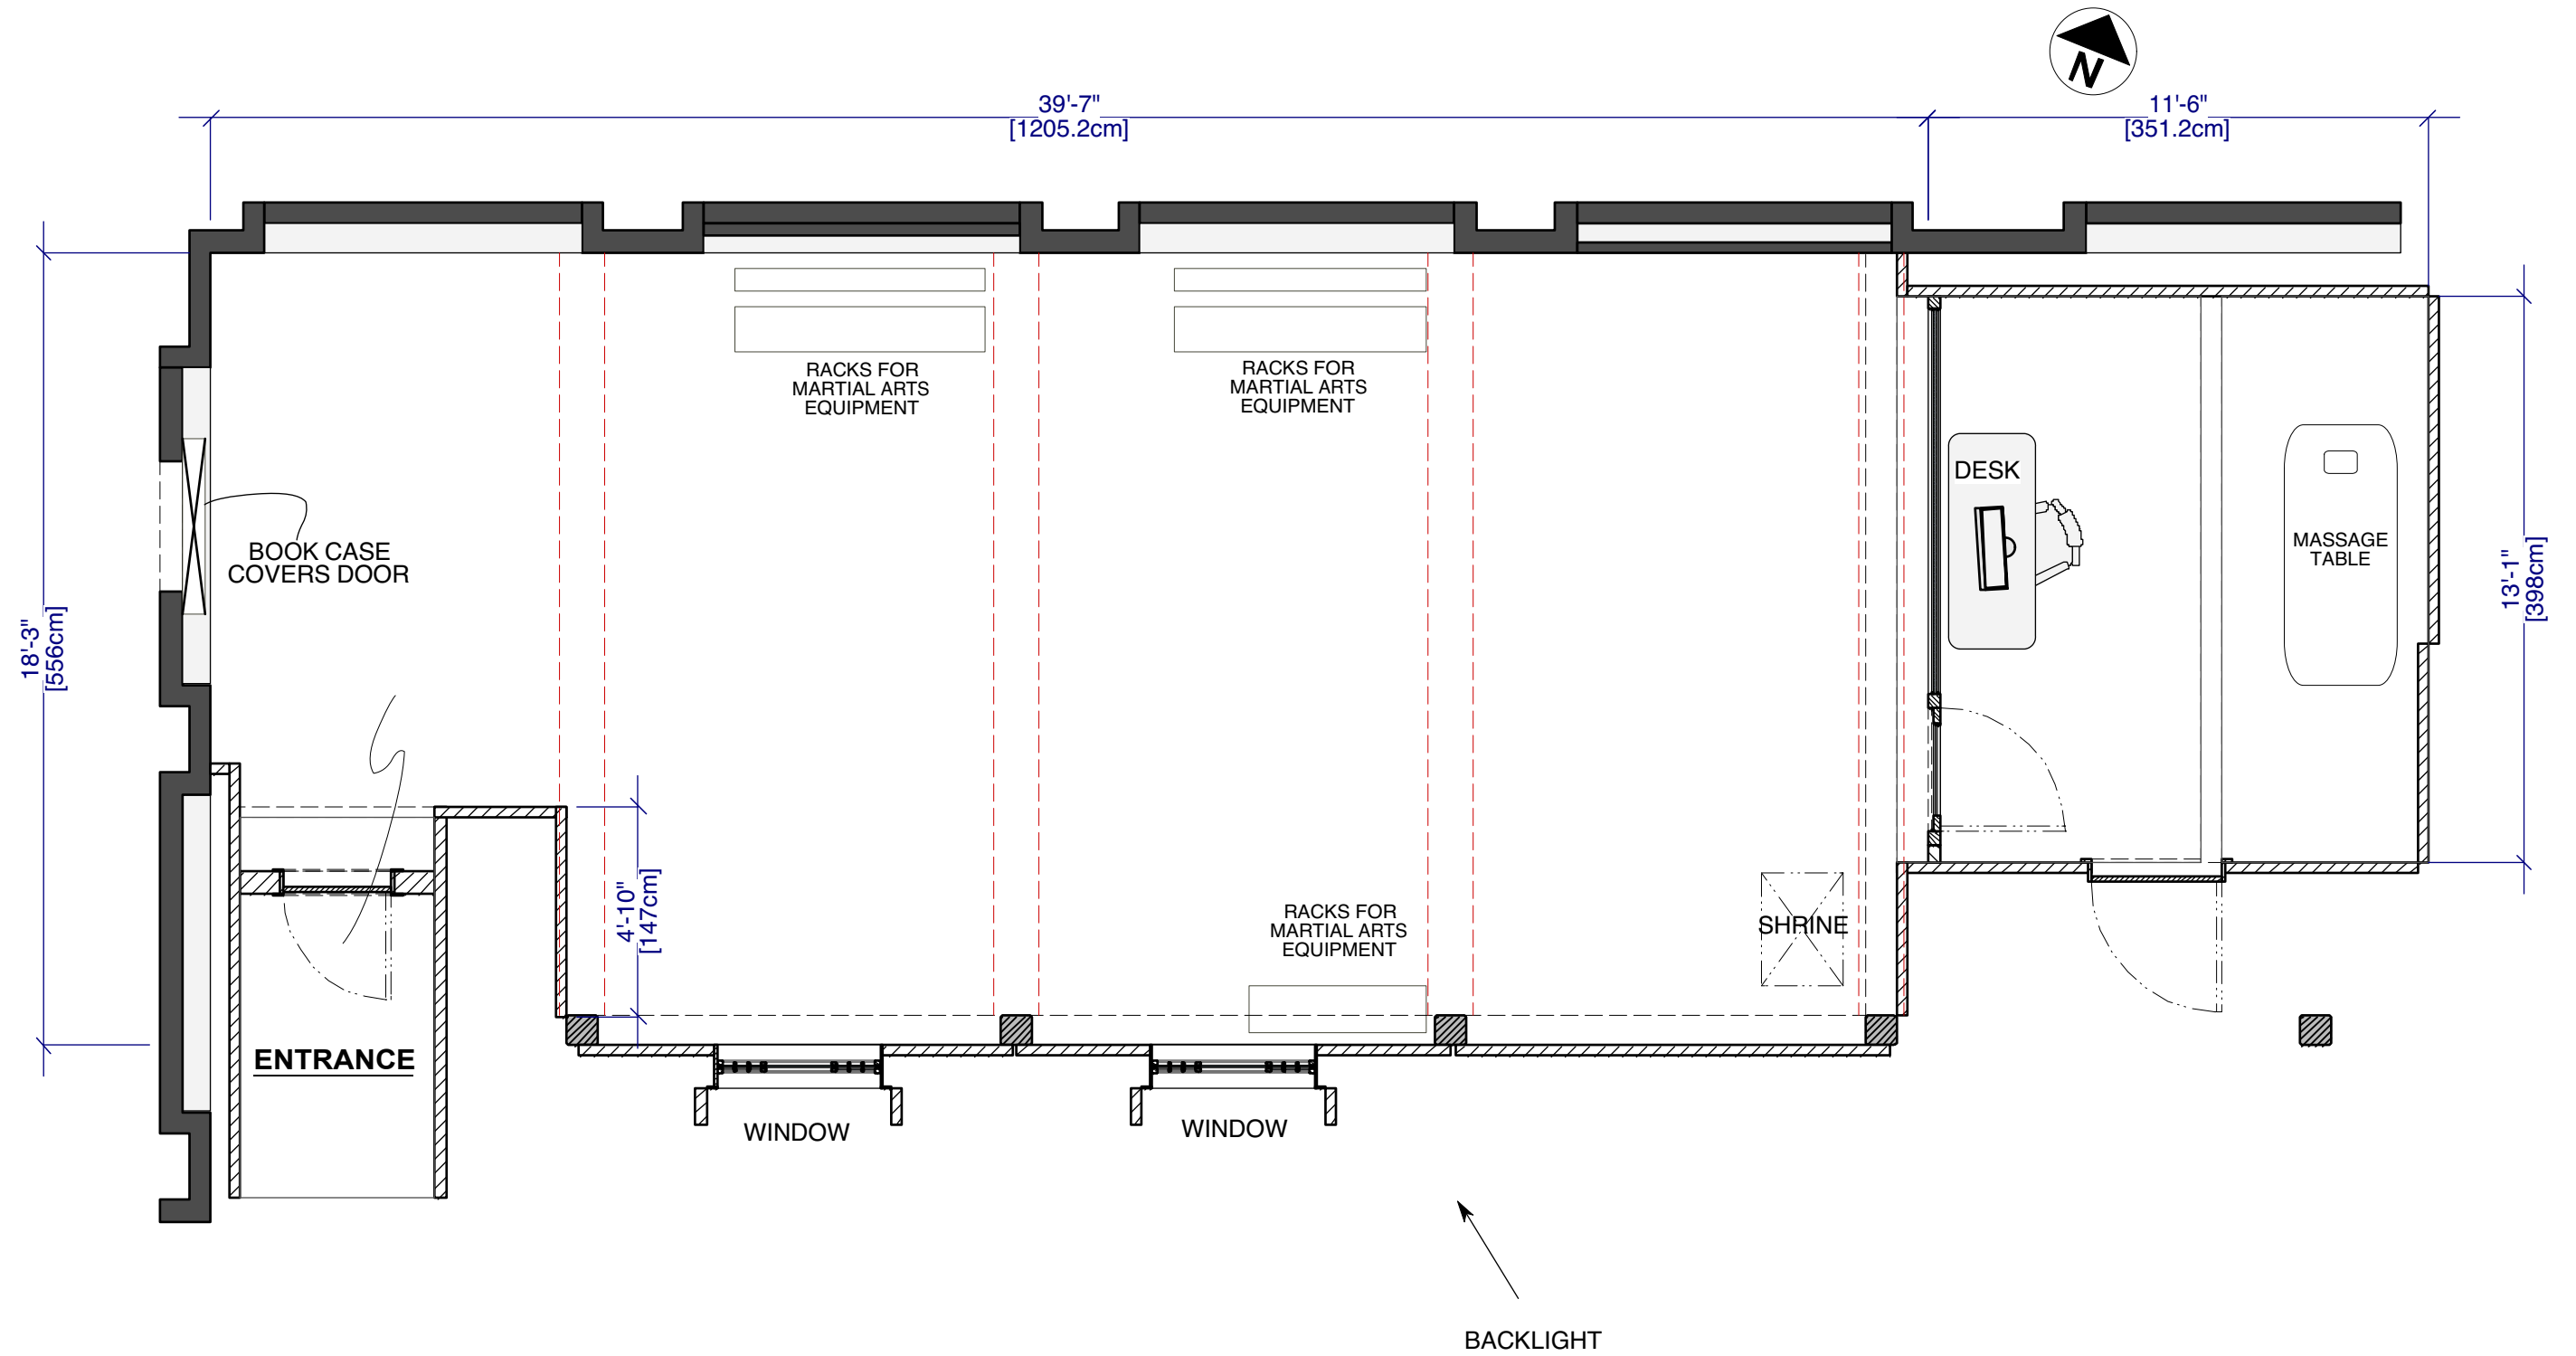 N
39'-7"
[1205.2cm]
11'-6"
[351.2cm]
RACKS FOR
MARTIAL ARTS
EQUIPMENT
RACKS FOR
MARTIAL ARTS
EQUIPMENT
DESK
MASSAGE
TABLE
BOOK CASE
COVERS DOOR
18'-3"
[556cm]
13'-1"
[398cm]
4'-10"
[147cm]
RACKS FOR
MARTIAL ARTS
EQUIPMENT
SHRINE
ENTRANCE
WINDOW
WINDOW
BACKLIGHT